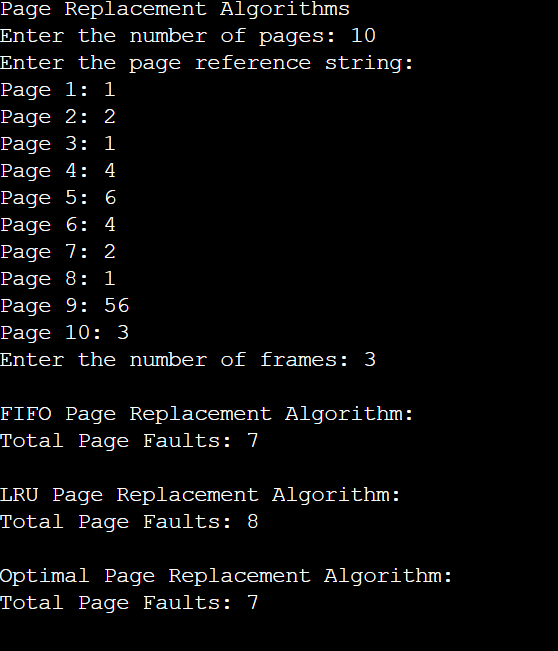 Page Replacement Algorithms
Enter the number of pages: 10
Enter the page reference string:
Page 1: 1
Page 2: 2
Page 3: 1
Page 4: 4
Page 5: 6
Page 6: 4
Page 7: 2
Page 8: 1
Page 9: 56
Page 10: 3
Enter the number of frames: 3
FIFO Page Replacement Algorithm:
Total Page Faults: 7
LRU Page Replacement Algorithm:
Total Page Faults: 8
Optimal Page Replacement Algorithm:
Total Page Faults: 7